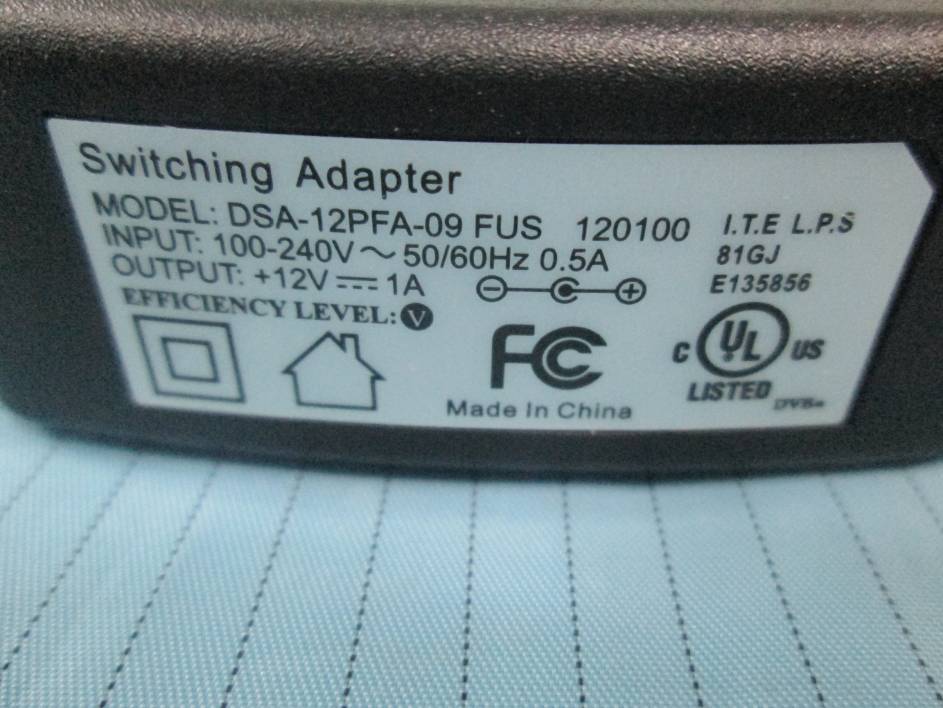 Switching Adapter
MODEL: DSA-12PFA-09 FUS 120100
INPUT: 100-240V ~ 50/60Hz 0.5A
OUTPUT: +12V ⎓ 1A
EFFICIENCY LEVEL: V
I.T.E L.P.S
81GJ
E135856
FC
Made In China
C UL US
LISTED